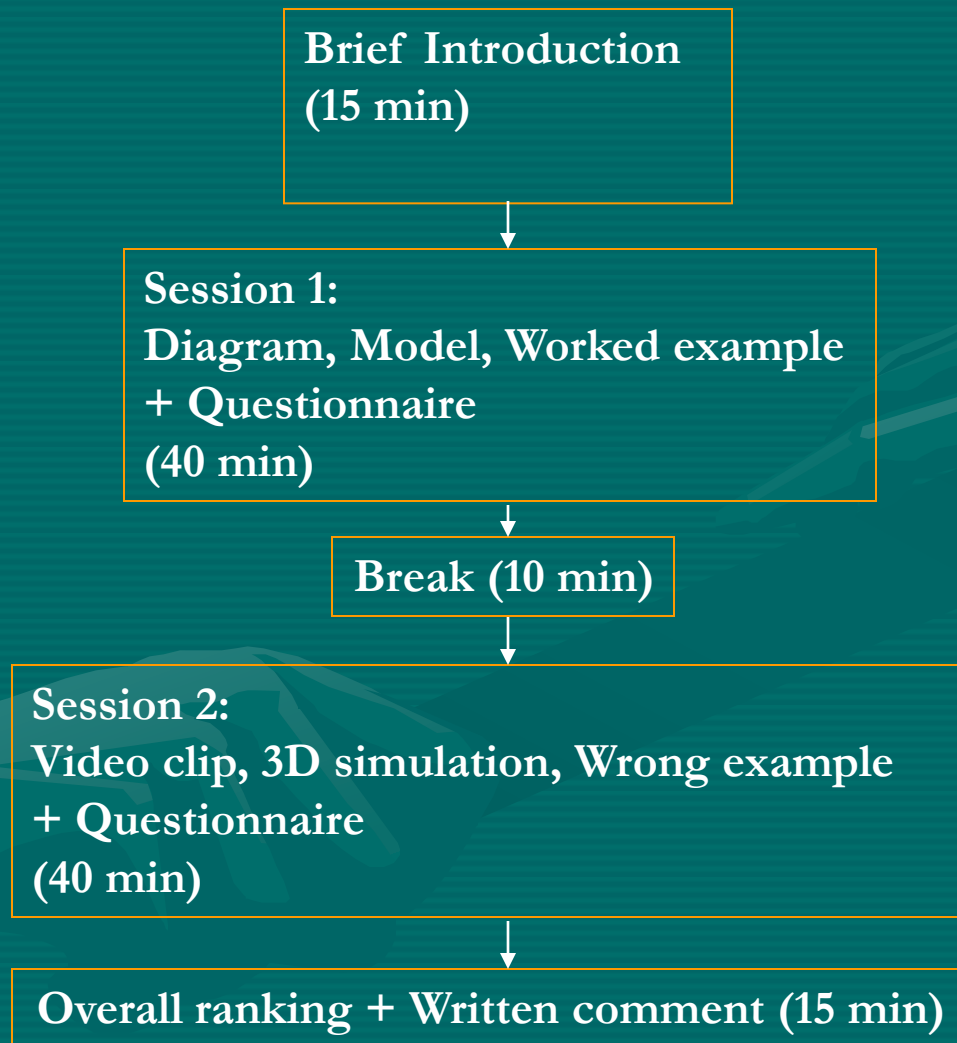 Brief Introduction
(15 min)
Session 1:
Diagram, Model, Worked example
+ Questionnaire
(40 min)
Break (10 min)
Session 2:
Video clip, 3D simulation, Wrong example
+ Questionnaire
(40 min)
Overall ranking + Written comment (15 min)